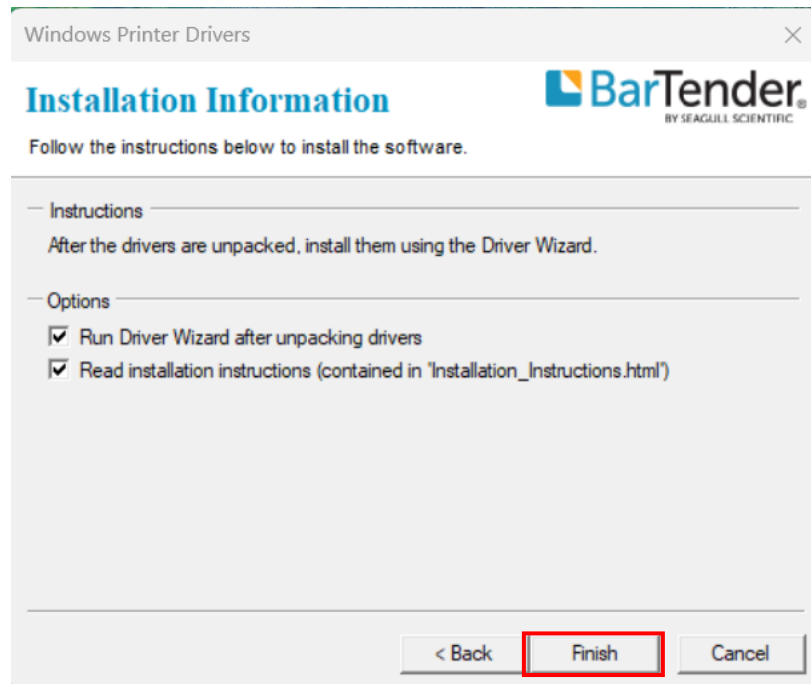 Windows Printer Drivers
Installation Information
BarTender®
BY SEAGULL SCIENTIFIC
Follow the instructions below to install the software.
Instructions
After the drivers are unpacked, install them using the Driver Wizard.
Options
Run Driver Wizard after unpacking drivers
Read installation instructions (contained in 'Installation_Instructions.html')
< Back
Finish
Cancel